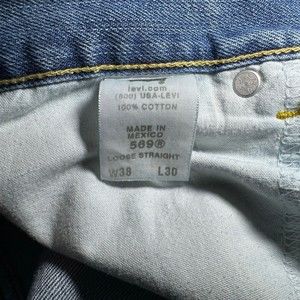 levi.com
(800) USA-LEVI
100% COTTON
MADE IN
MEXICO
569®
LOOSE STRAIGHT
W38 L30